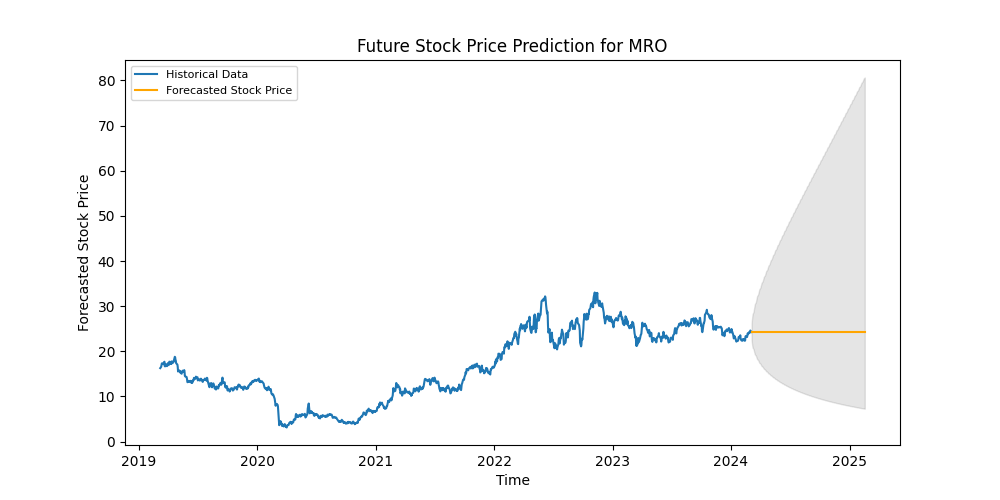 Future Stock Price Prediction for MRO
Historical Data
Forecasted Stock Price
Forecasted Stock Price
80
70
60
50
40
30
20
10
0
2019 2020 2021 2022 2023 2024 2025
Time